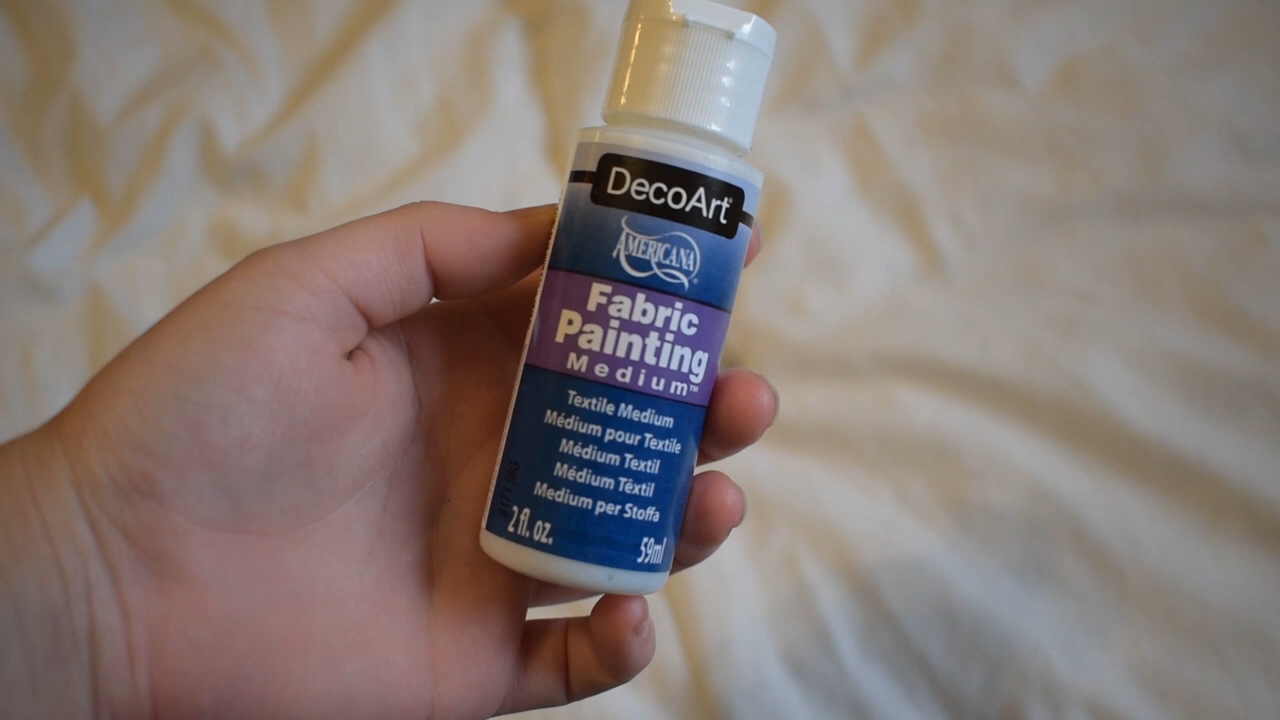 DecoArt®
AMERICANA®
Fabric
Painting
Medium™
Textile Medium
Médium pour Textile
Médium Textil
Médium Têxtil
Medium per Stoffa
2 fl. oz. 59ml